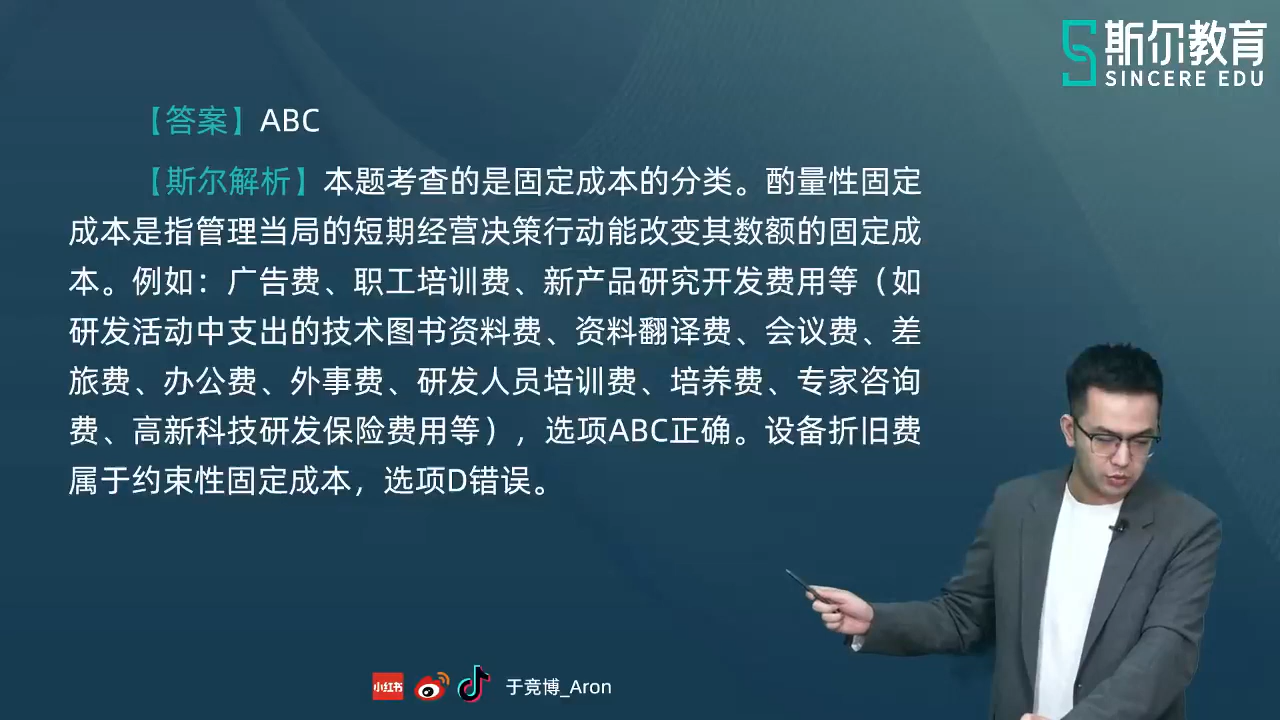 斯尔教育
SINCERE EDU
【答案】ABC
【斯尔解析】本题考查的是固定成本的分类。酌量性固定
成本是指管理当局的短期经营决策行动能改变其数额的固定成
本。例如：广告费、职工培训费、新产品研究开发费用等（如
研发活动中支出的技术图书资料费、资料翻译费、会议费、差
旅费、办公费、外事费、研发人员培训费、培养费、专家咨询
费、高新科技研发保险费用等），选项ABC正确。设备折旧费
属于约束性固定成本，选项D错误。
小红书
于竞博_Aron